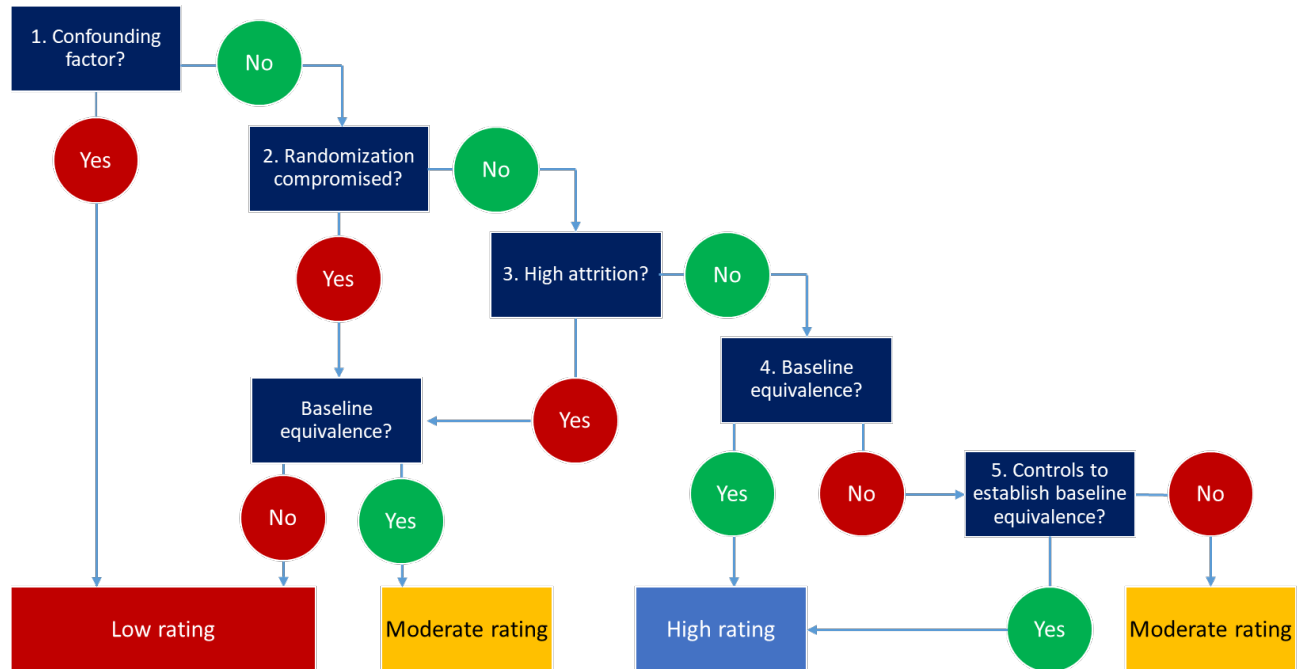 1. Confounding
factor?
No
Yes
2. Randomization
compromised?
No
Yes
3. High attrition?
No
Yes
4. Baseline
equivalence?
Baseline
equivalence?
No
Yes
Yes
No
5. Controls to
establish baseline
equivalence?
No
Yes
Low rating
Moderate rating
High rating
Moderate rating